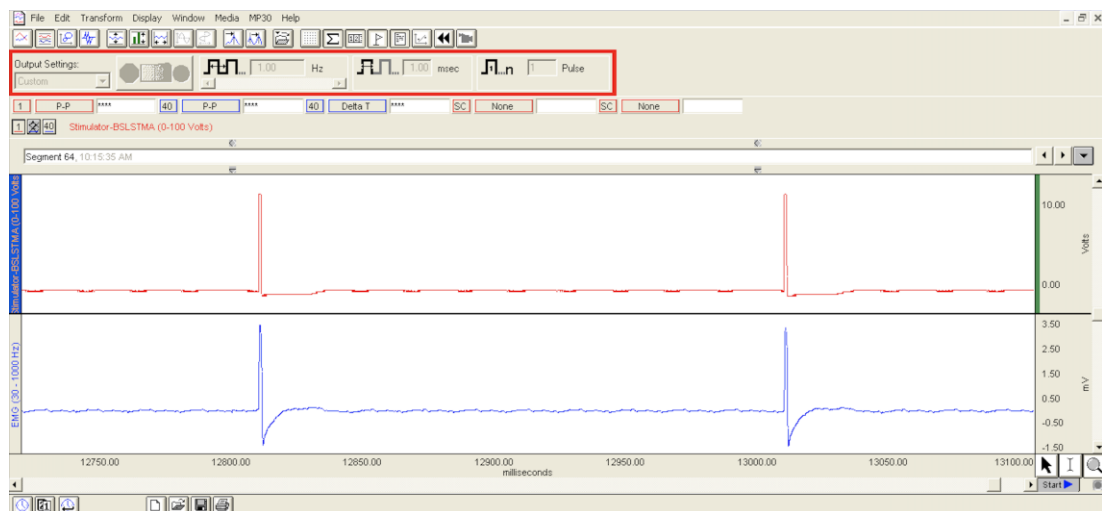 File Edit Transform Display Window Media MP30 Help
Output Settings:
Custom
1.00 Hz
1.00 msec
n 1 Pulse
1 P-P **** 40 P-P **** 40 Delta T **** SC None SC None
1 40 Stimulator-BSLSTMA (0-100 Volts)
Segment 64, 10:15:35 AM
Stimulator-BSLSTMA (0-100 Volts
10.00
0.00
Volts
EMG (30 - 1000 Hz)
3.50
2.50
1.50
0.50
-0.50
-1.50
mV
12750.00 12800.00 12850.00 12900.00 12950.00 13000.00 13050.00 13100.00
milliseconds
Start